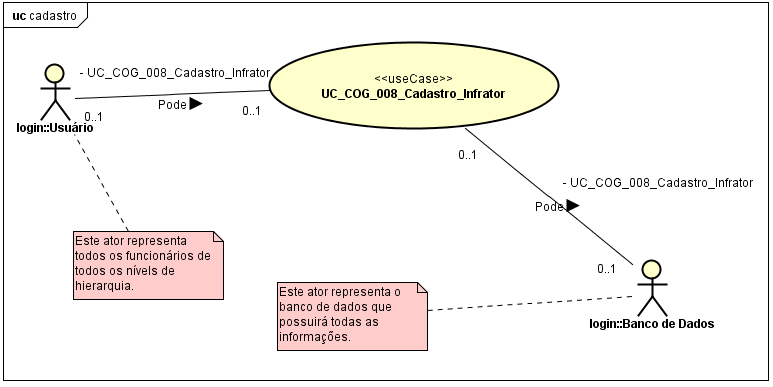 uc cadastro
- UC_COG_008_Cadastro_Infrator
<<useCase>>
UC_COG_008_Cadastro_Infrator
Pode
0..1
0..1
login::Usuário
0..1
- UC_COG_008_Cadastro_Infrator
Pode
Este ator representa
todos os funcionários de
todos os níveis de
hierarquia.
0..1
Este ator representa o
banco de dados que
possuirá todas as
informações.
login::Banco de Dados